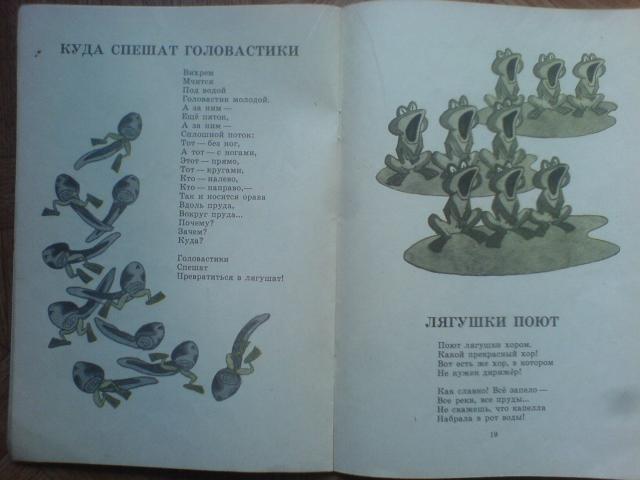 КУДА СПЕШАТ ГОЛОВАСТИКИ
Вихрем
Мчится
Под водой
Головастик молодой.
А за ним —
Ещё пяток,
А за ним —
Сплошной поток:
Тот — без ног,
А тот — с ногами,
Этот — прямо,
Тот — кругами,
Кто — налево,
Кто — направо, —
Так и носится орава
Вдоль пруда,
Вокруг пруда...
Почему?
Зачем?
Куда?
Головастики
Спешат
Превратиться в лягушат!
ЛЯГУШКИ ПОЮТ
Поют лягушки хором.
Какой прекрасный хор!
Вот есть же хор, в котором
Не нужен дирижёр!
Как славно! Всё запело —
Все реки, все пруды...
Не скажешь, что капелла
Набрала в рот воды!
19